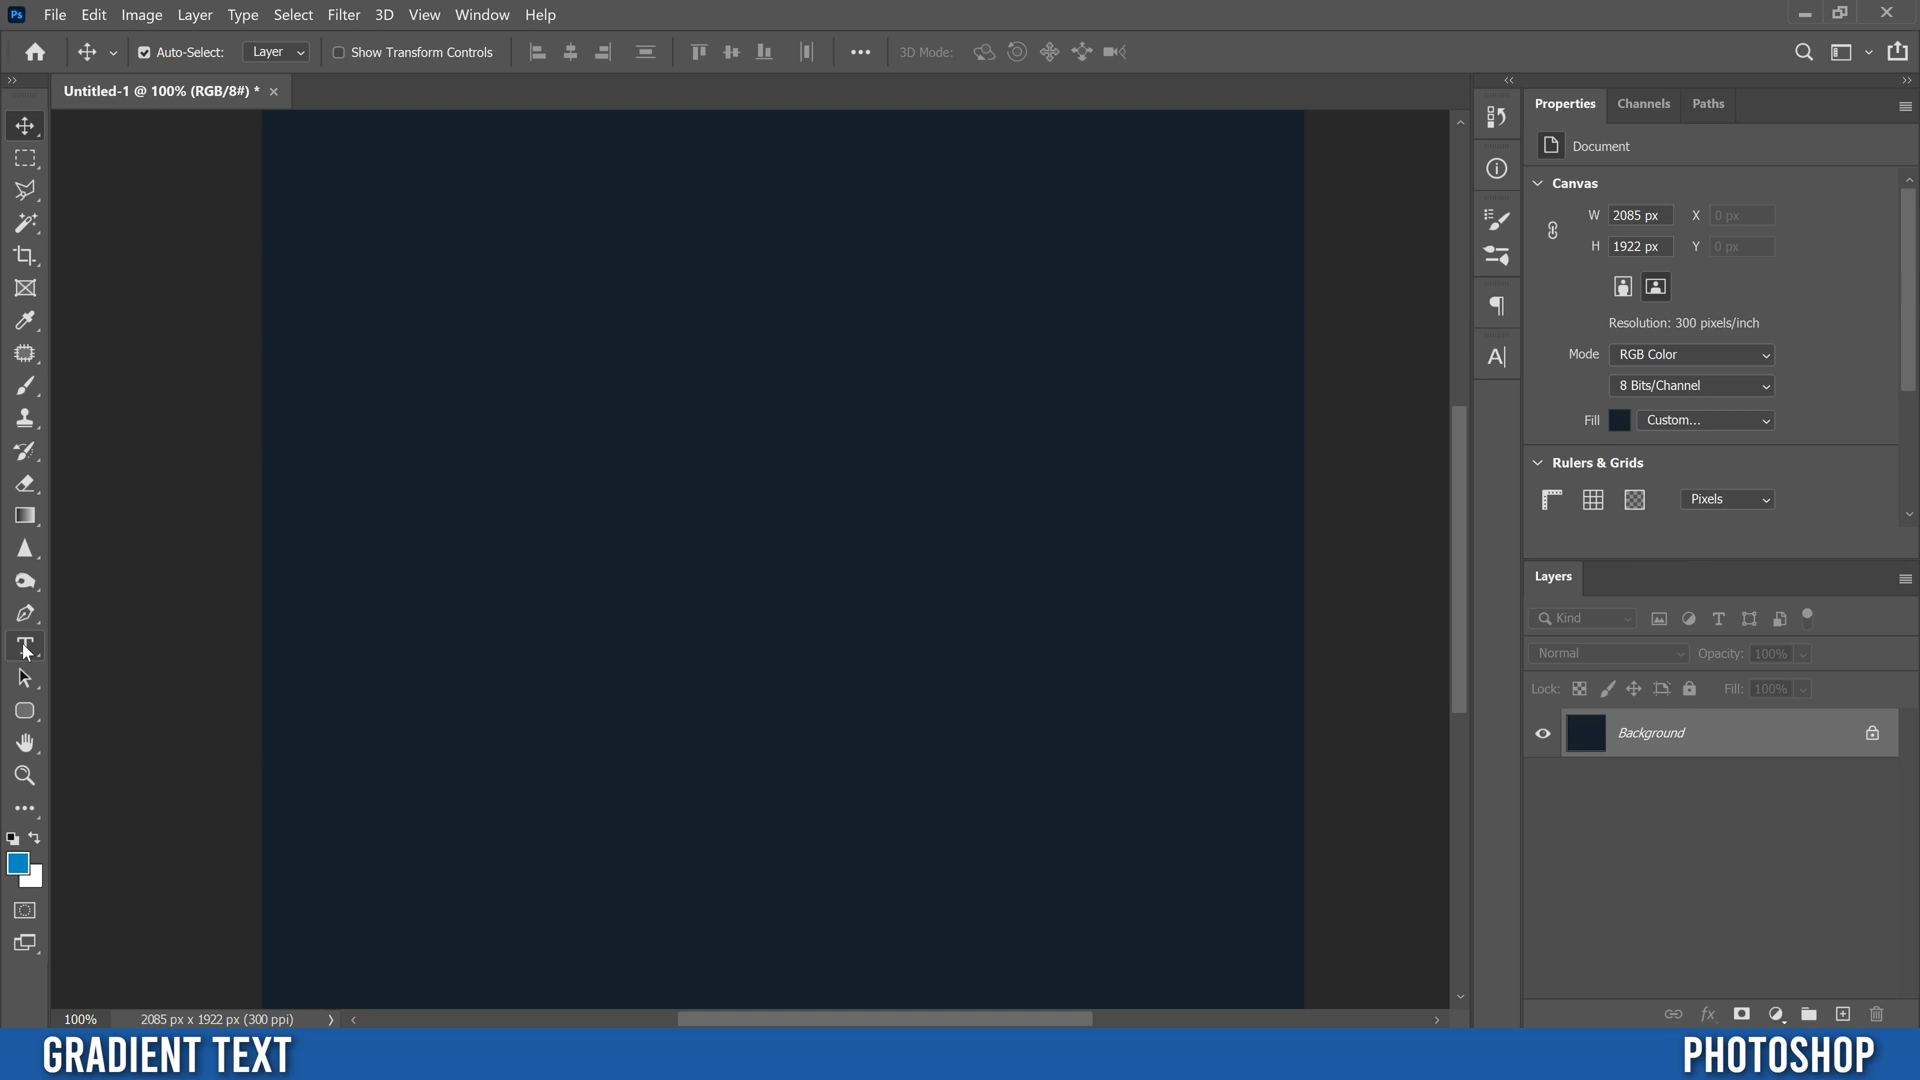 Ps File Edit Image Layer Type Select Filter 3D View Window Help
Auto-Select: Layer Show Transform Controls 3D Mode:
Untitled-1 @ 100% (RGB/8#) *
Properties Channels Paths
Document
Canvas
W 2085 px X 0 px
H 1922 px Y 0 px
Resolution: 300 pixels/inch
Mode RGB Color
8 Bits/Channel
Fill Custom...
Rulers & Grids
Pixels
Layers
Kind
Normal Opacity: 100%
Lock: Fill: 100%
Background
100% 2085 px x 1922 px (300 ppi)
GRADIENT TEXT PHOTOSHOP